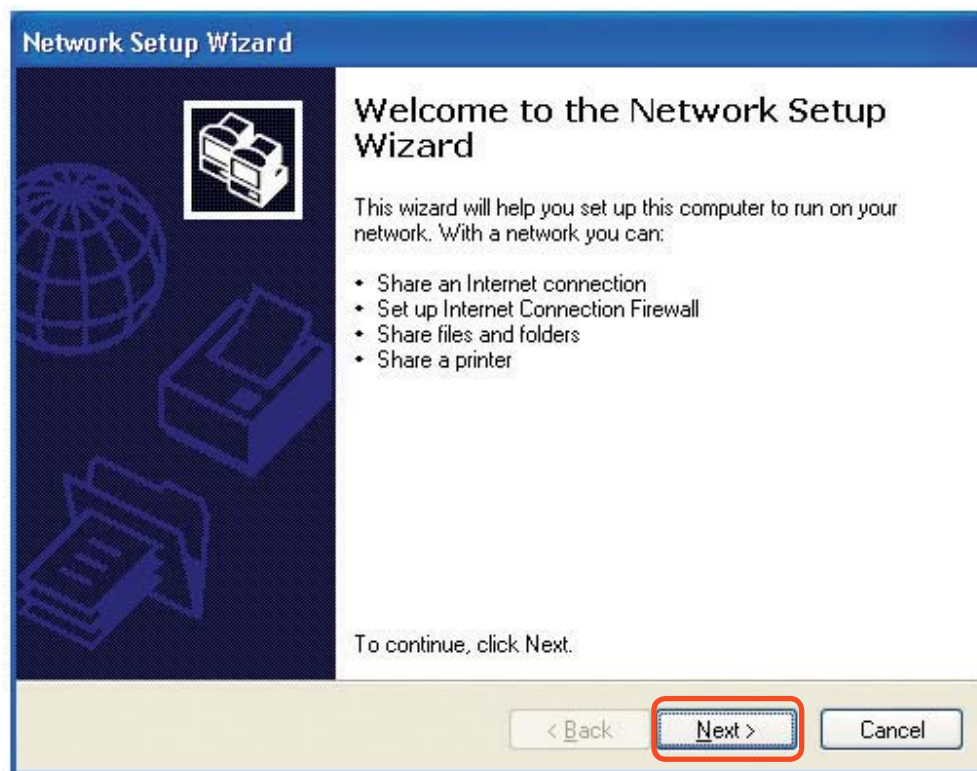 Network Setup Wizard
Welcome to the Network Setup
Wizard
This wizard will help you set up this computer to run on your
network. With a network you can:
• Share an Internet connection
• Set up Internet Connection Firewall
• Share files and folders
• Share a printer
To continue, click Next.
< Back Next > Cancel